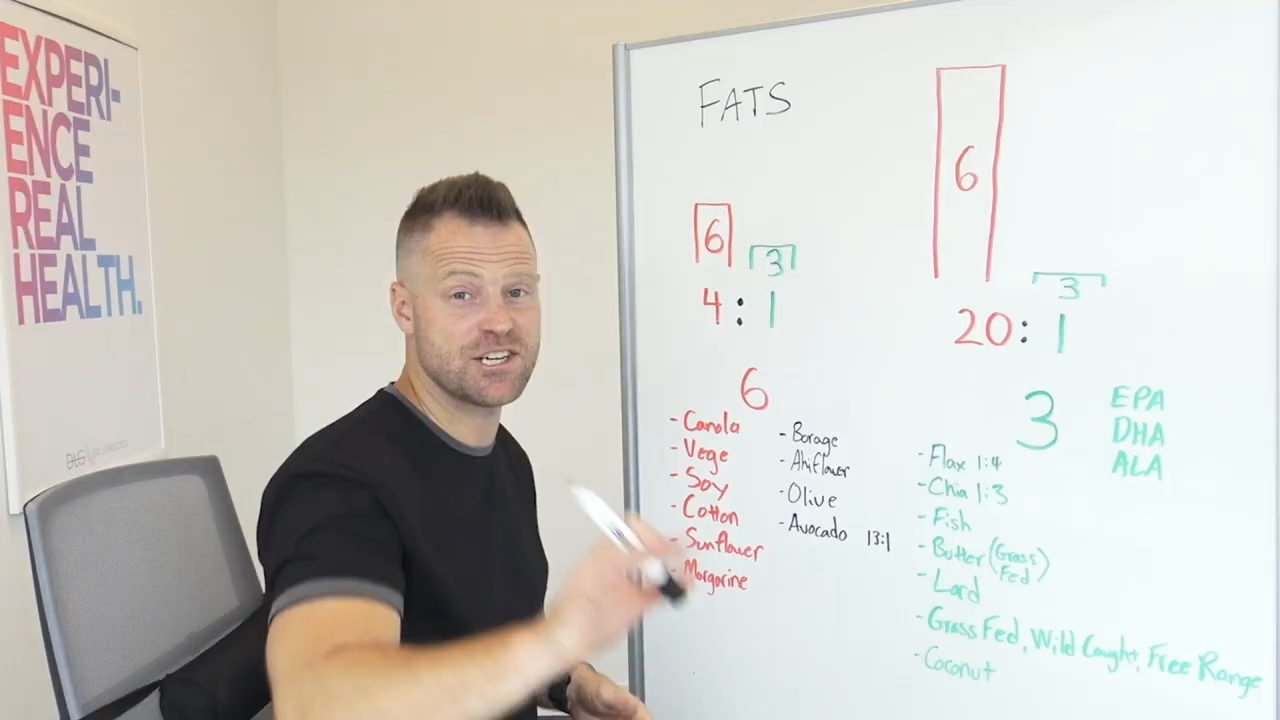 EXPERI-
ENCE
REAL
HEALTH.
FATS
6
3
4 : 1
6
3
20 : 1
6
- Canola
- Vege
- Soy
- Cotton
- Sunflower
- Margarine
- Borage
- Ahiflower
- Olive
- Avocado 13:1
3
EPA
DHA
ALA
- Flax 1:4
- Chia 1:3
- Fish
- Butter (Grass
Fed)
- Lard
- Grass Fed, Wild Caught, Free Range
- Coconut